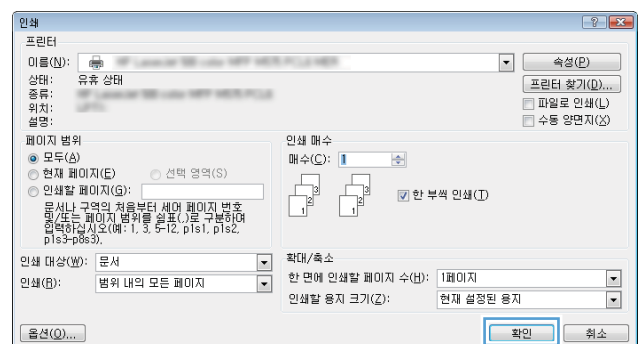 인쇄
프린터
이름(N):
속성(P)
상태: 유휴 상태
프린터 찾기(D)...
종류:
위치:
파일로 인쇄(L)
설명:
수동 양면지(X)
페이지 범위
모두(A)
현재 페이지(E) 선택 영역(S)
인쇄할 페이지(G):
문서나 구역의 처음부터 세어 페이지 번호
및/또는 페이지 범위를 쉼표(,)로 구분하여
입력하십시오(예: 1, 3, 5-12, p1s1, p1s2,
p1s3-p8s3).
인쇄 매수
매수(C): 1
3 3
2 2
1 1
한 부씩 인쇄(T)
인쇄 대상(W): 문서
인쇄(R): 범위 내의 모든 페이지
확대/축소
한 면에 인쇄할 페이지 수(H): 1페이지
인쇄할 용지 크기(Z): 현재 설정된 용지
옵션(O)...
확인 취소